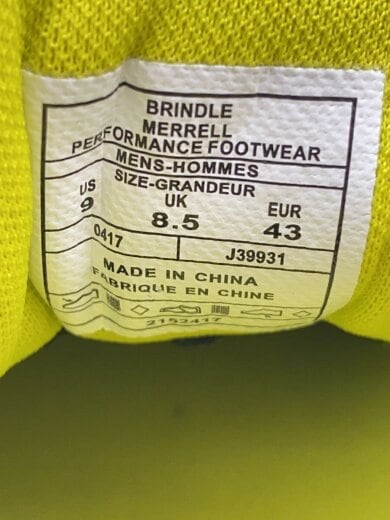 BRINDLE
MERRELL
PERFORMANCE FOOTWEAR
MENS-HOMMES
SIZE-GRANDEUR
US UK EUR
9 8.5 43
0417 J39931
MADE IN CHINA
FABRIQUE EN CHINE
2152417